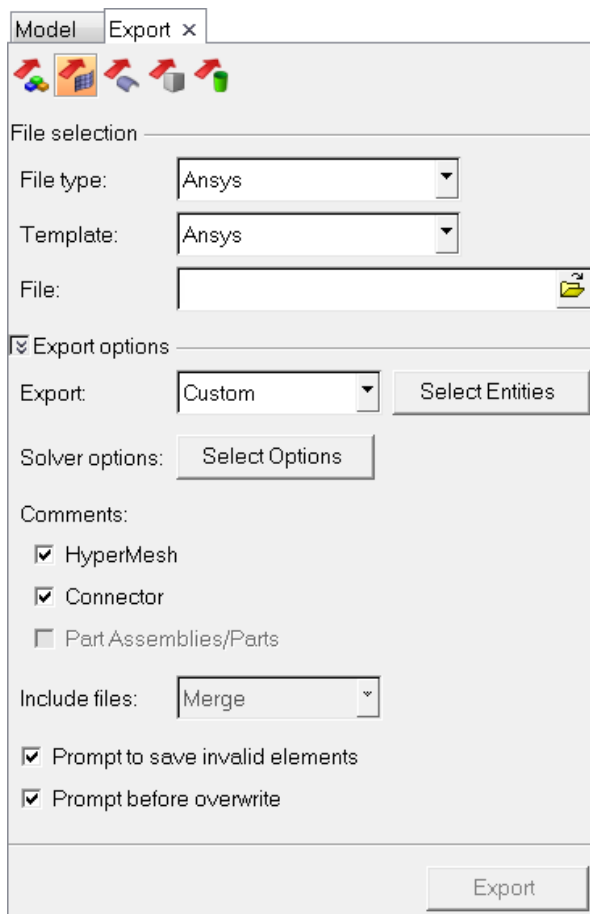 Model Export ×
File selection
File type: Ansys
Template: Ansys
File:
Export options
Export: Custom Select Entities
Solver options: Select Options
Comments:
HyperMesh
Connector
Part Assemblies/Parts
Include files: Merge
Prompt to save invalid elements
Prompt before overwrite
Export